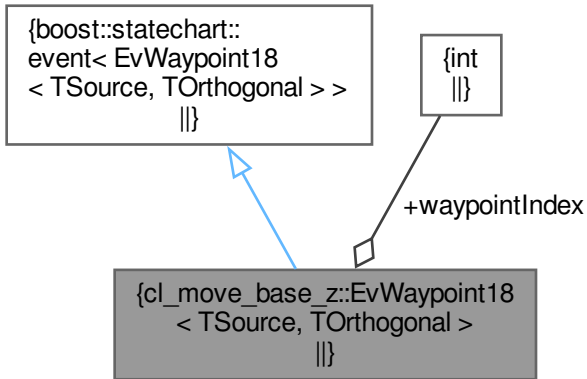 {boost::statechart::
event< EvWaypoint18
< TSource, TOrthogonal > >
||}
{int
||}
+waypointIndex
{cl_move_base_z::EvWaypoint18
< TSource, TOrthogonal >
||}